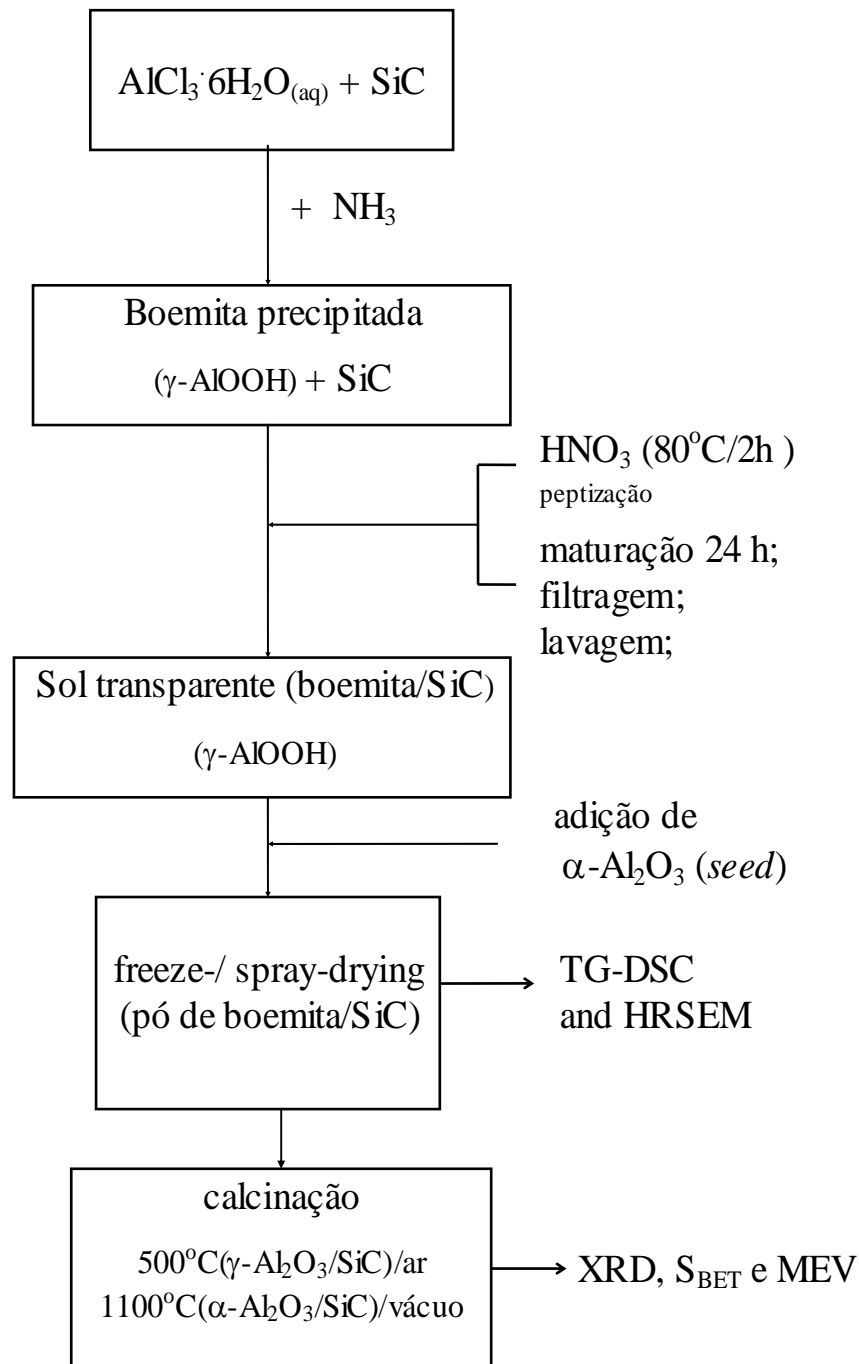 AlCl₃·6H₂O₍aq₎ + SiC
+ NH₃
Boemita precipitada
(γ-AlOOH) + SiC
HNO₃ (80°C/2h )
peptização
maturação 24 h;
filtragem;
lavagem;
Sol transparente (boemita/SiC)
(γ-AlOOH)
adição de
α-Al₂O₃ (seed)
freeze-/ spray-drying
(pó de boemita/SiC)
TG-DSC
and HRSEM
calcinação
500°C(γ-Al₂O₃/SiC)/ar
1100°C(α-Al₂O₃/SiC)/vácuo
XRD, S_BET e MEV